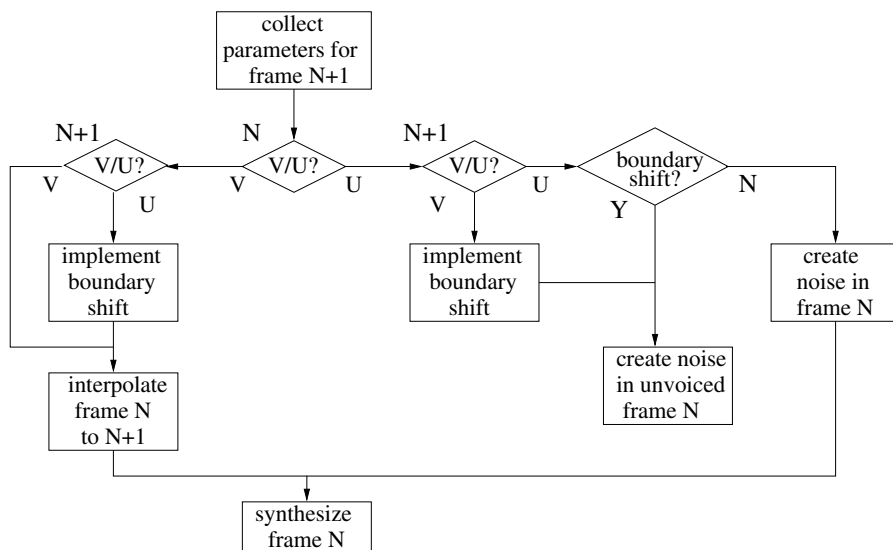 collect
parameters for
frame N+1
N+1
N
N+1
V/U?
V/U?
V/U?
boundary
shift?
V
U
V
U
V
U
Y
N
implement
boundary
shift
implement
boundary
shift
create
noise in
frame N
create noise
in unvoiced
frame N
interpolate
frame N
to N+1
synthesize
frame N